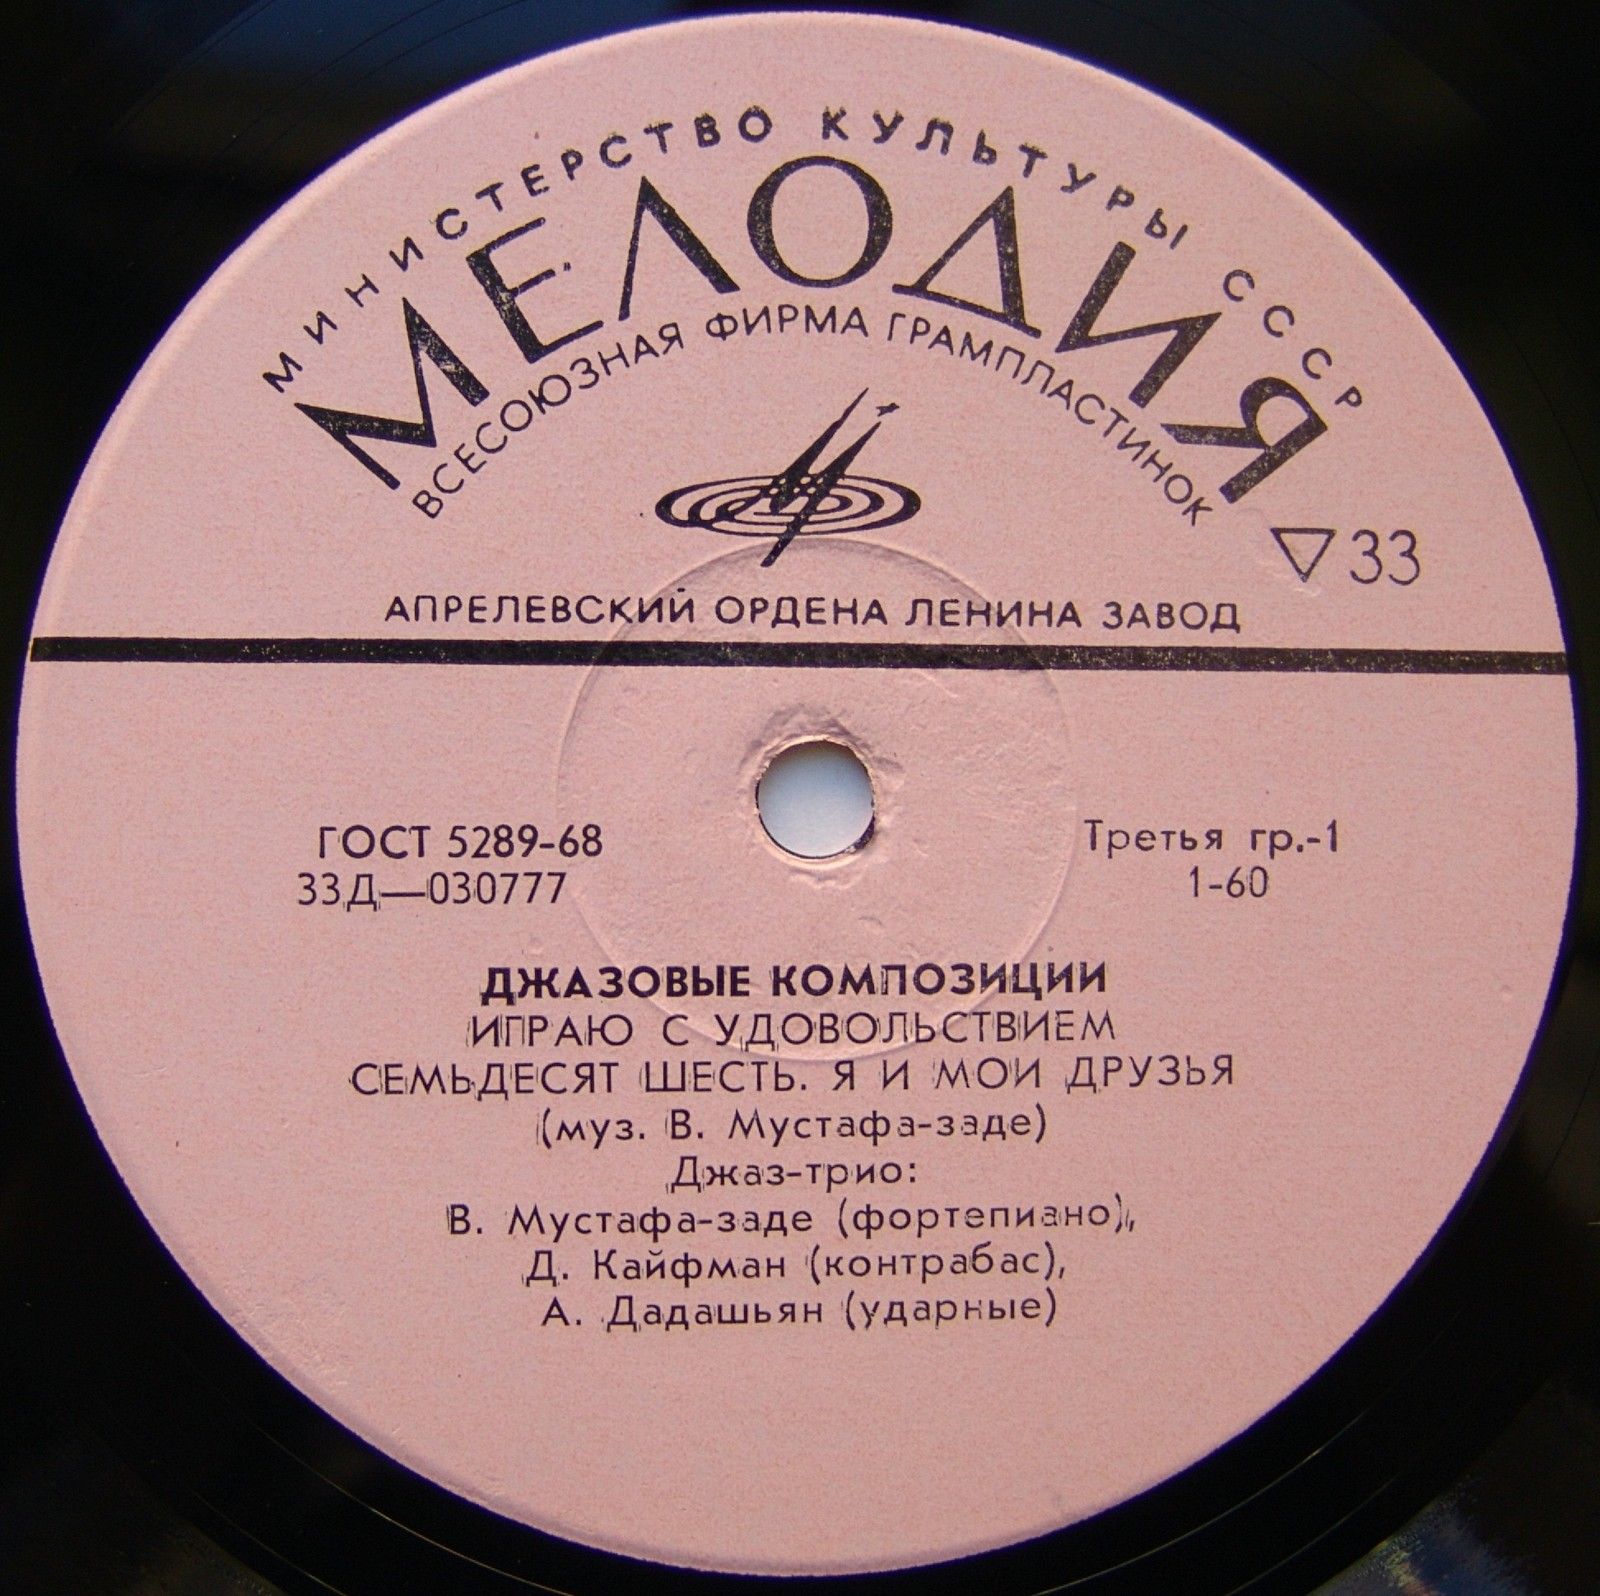 МИНИСТЕРСТВО КУЛЬТУРЫ СССР
МЕЛОДИЯ
ВСЕСОЮЗНАЯ ФИРМА ГРАМПЛАСТИНОК
▽33
АПРЕЛЕВСКИЙ ОРДЕНА ЛЕНИНА ЗАВОД
ГОСТ 5289-68
33Д—030777
Третья гр.-1
1-60
ДЖАЗОВЫЕ КОМПОЗИЦИИ
ИГРАЮ С УДОВОЛЬСТВИЕМ
СЕМЬДЕСЯТ ШЕСТЬ. Я И МОИ ДРУЗЬЯ
(муз. В. Мустафа-заде)
Джаз-трио:
В. Мустафа-заде (фортепиано),
Д. Кайфман (контрабас),
А. Дадашьян (ударные)